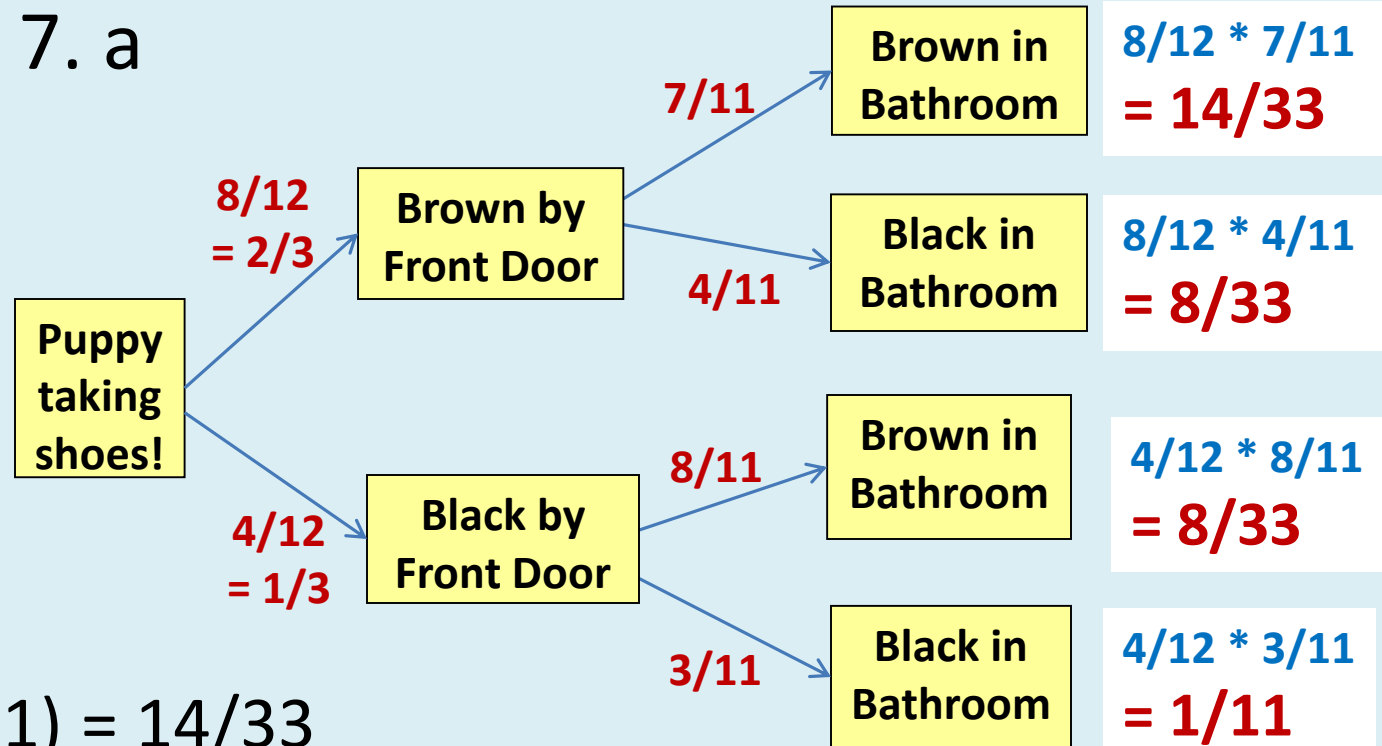 7. a
Puppy
taking
shoes!
8/12
= 2/3
4/12
= 1/3
Brown by
Front Door
Black by
Front Door
7/11
4/11
8/11
3/11
Brown in
Bathroom
8/12 * 7/11
= 14/33
Black in
Bathroom
8/12 * 4/11
= 8/33
Brown in
Bathroom
4/12 * 8/11
= 8/33
Black in
Bathroom
4/12 * 3/11
= 1/11
1) = 14/33